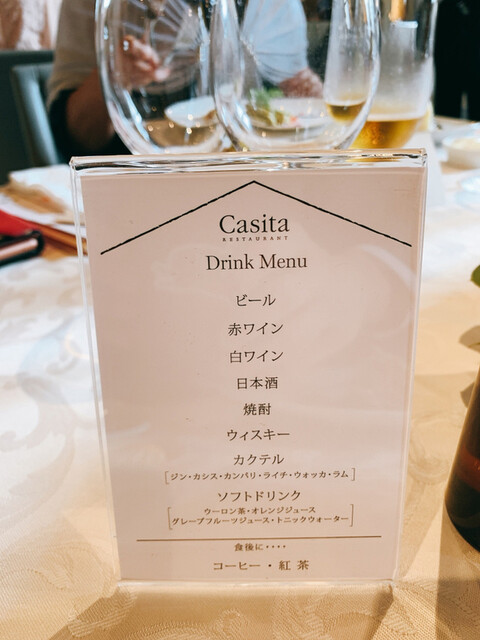 Casita
RESTAURANT
Drink Menu
ビール
赤ワイン
白ワイン
日本酒
焼酎
ウィスキー
カクテル
[ジン・カシス・カンパリ・ライチ・ウォッカ・ラム]
ソフトドリンク
[ウーロン茶・オレンジジュース
グレープフルーツジュース・トニックウォーター]
食後に・・・・
コーヒー・紅茶